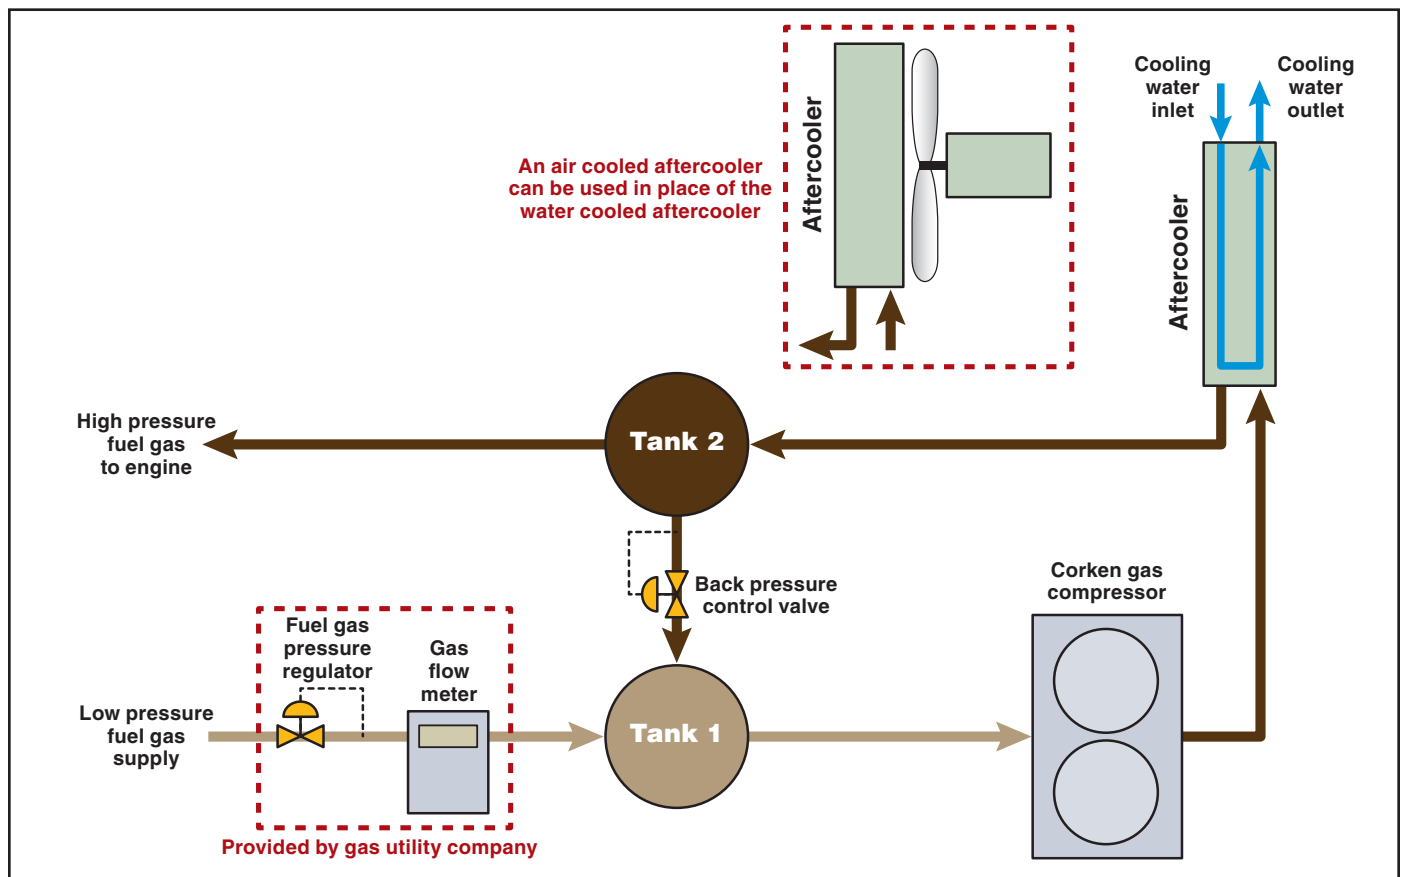 Cooling
water
inlet
Cooling
water
outlet
Aftercooler
An air cooled aftercooler
can be used in place of the
water cooled aftercooler
Aftercooler
High pressure
fuel gas
to engine
Tank 2
Back pressure
control valve
Corken gas
compressor
Fuel gas
pressure
regulator
Gas
flow
meter
Low pressure
fuel gas
supply
Tank 1
Provided by gas utility company